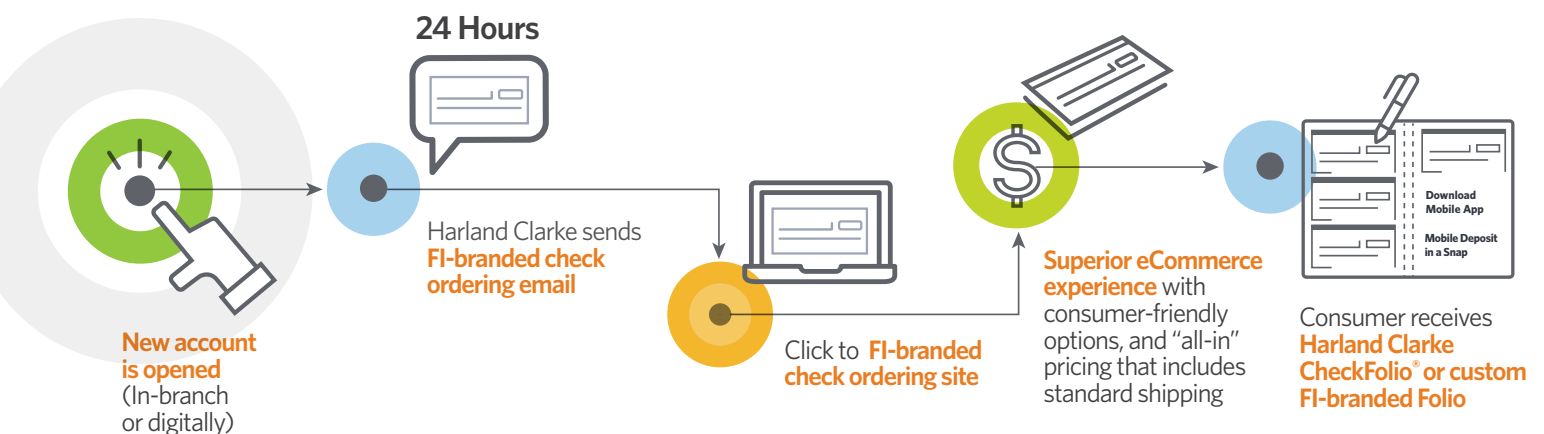 24 Hours
New account
is opened
(In-branch
or digitally)
Harland Clarke sends
FI-branded check
ordering email
Click to FI-branded
check ordering site
$
Superior eCommerce
experience with
consumer-friendly
options, and “all-in”
pricing that includes
standard shipping
Download
Mobile App
Mobile Deposit
in a Snap
Consumer receives
Harland Clarke
CheckFolio® or custom
FI-branded Folio